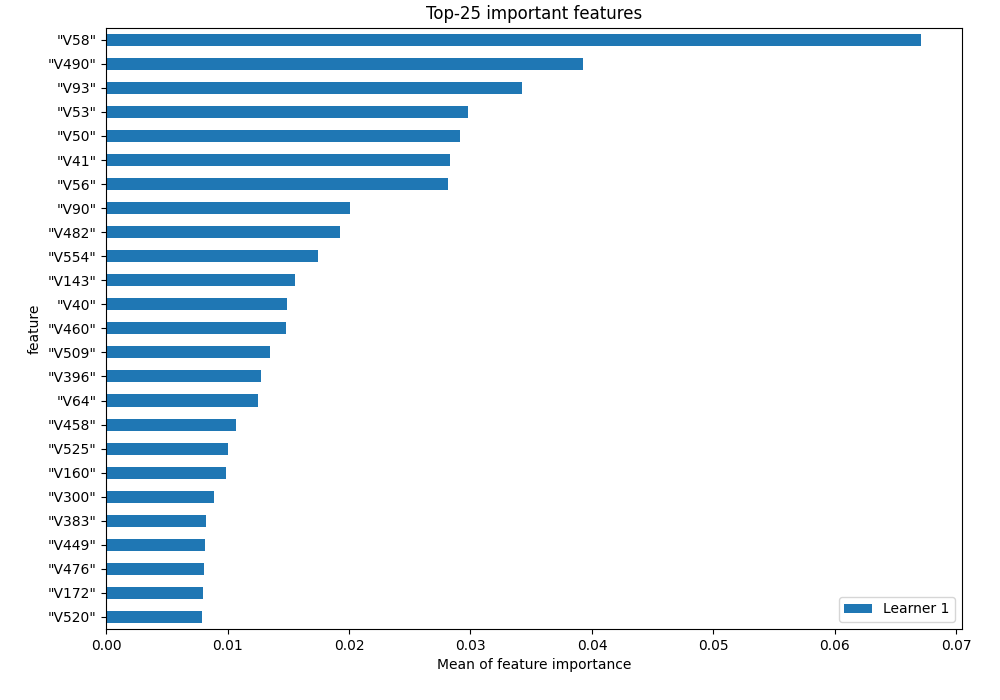 Top-25 important features
"V58"
"V490"
"V93"
"V53"
"V50"
"V41"
"V56"
"V90"
"V482"
"V554"
"V143"
"V40"
"V460"
"V509"
"V396"
"V64"
"V458"
"V525"
"V160"
"V300"
"V383"
"V449"
"V476"
"V172"
"V520"
feature
Learner 1
0.00 0.01 0.02 0.03 0.04 0.05 0.06 0.07
Mean of feature importance